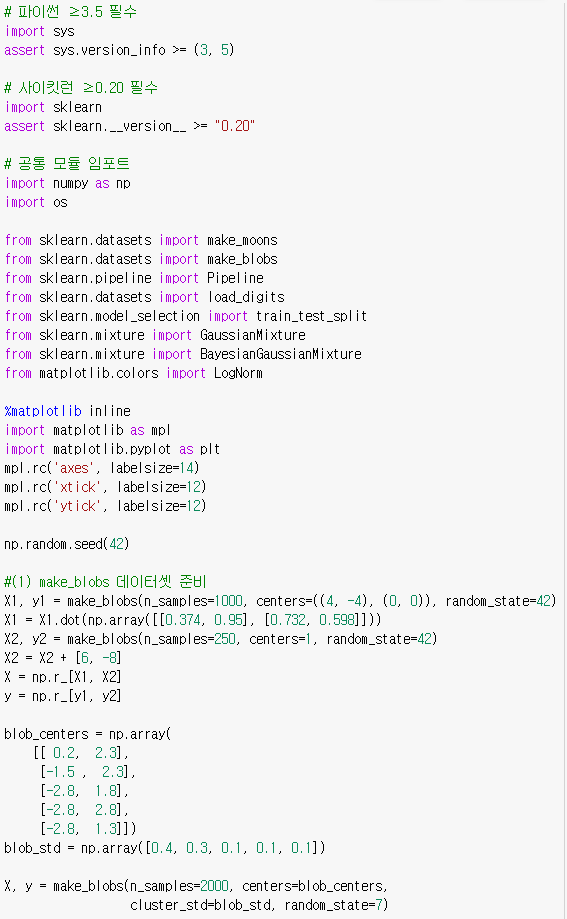 # 파이썬 ≥3.5 필수
import sys
assert sys.version_info >= (3, 5)
# 사이킷런 ≥0.20 필수
import sklearn
assert sklearn.__version__ >= "0.20"
# 공통 모듈 임포트
import numpy as np
import os
from sklearn.datasets import make_moons
from sklearn.datasets import make_blobs
from sklearn.pipeline import Pipeline
from sklearn.datasets import load_digits
from sklearn.model_selection import train_test_split
from sklearn.mixture import GaussianMixture
from sklearn.mixture import BayesianGaussianMixture
from matplotlib.colors import LogNorm
%matplotlib inline
import matplotlib as mpl
import matplotlib.pyplot as plt
mpl.rc('axes', labelsize=14)
mpl.rc('xtick', labelsize=12)
mpl.rc('ytick', labelsize=12)
np.random.seed(42)
#(1) make_blobs 데이터셋 준비
X1, y1 = make_blobs(n_samples=1000, centers=((4, -4), (0, 0)), random_state=42)
X1 = X1.dot(np.array([[0.374, 0.95], [0.732, 0.598]]))
X2, y2 = make_blobs(n_samples=250, centers=1, random_state=42)
X2 = X2 + [6, -8]
X = np.r_[X1, X2]
y = np.r_[y1, y2]
blob_centers = np.array(
    [[ 0.2,  2.3],
     [-1.5 ,  2.3],
     [-2.8,  1.8],
     [-2.8,  2.8],
     [-2.8,  1.3]])
blob_std = np.array([0.4, 0.3, 0.1, 0.1, 0.1])
X, y = make_blobs(n_samples=2000, centers=blob_centers,
                  cluster_std=blob_std, random_state=7)